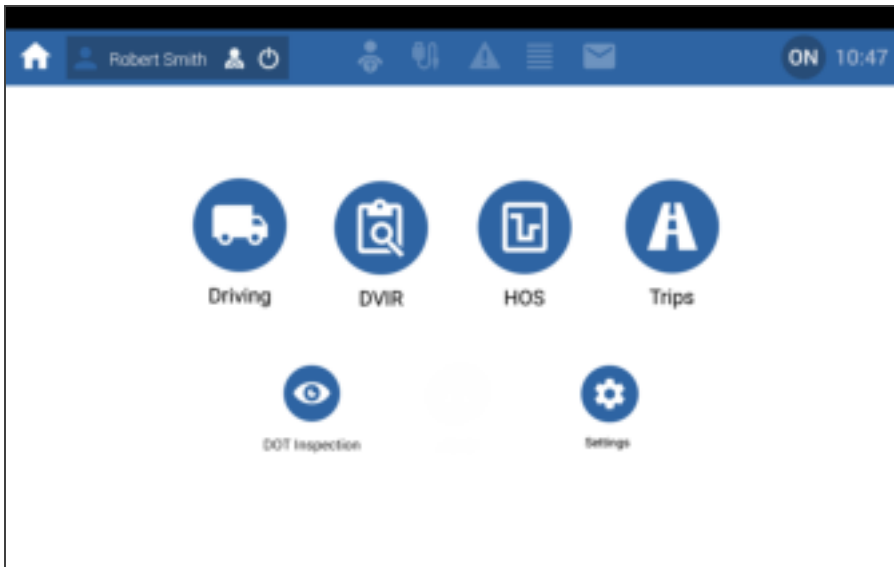 Robert Smith
ON 10:47
Driving DVIR HOS Trips
DOT Inspection Settings